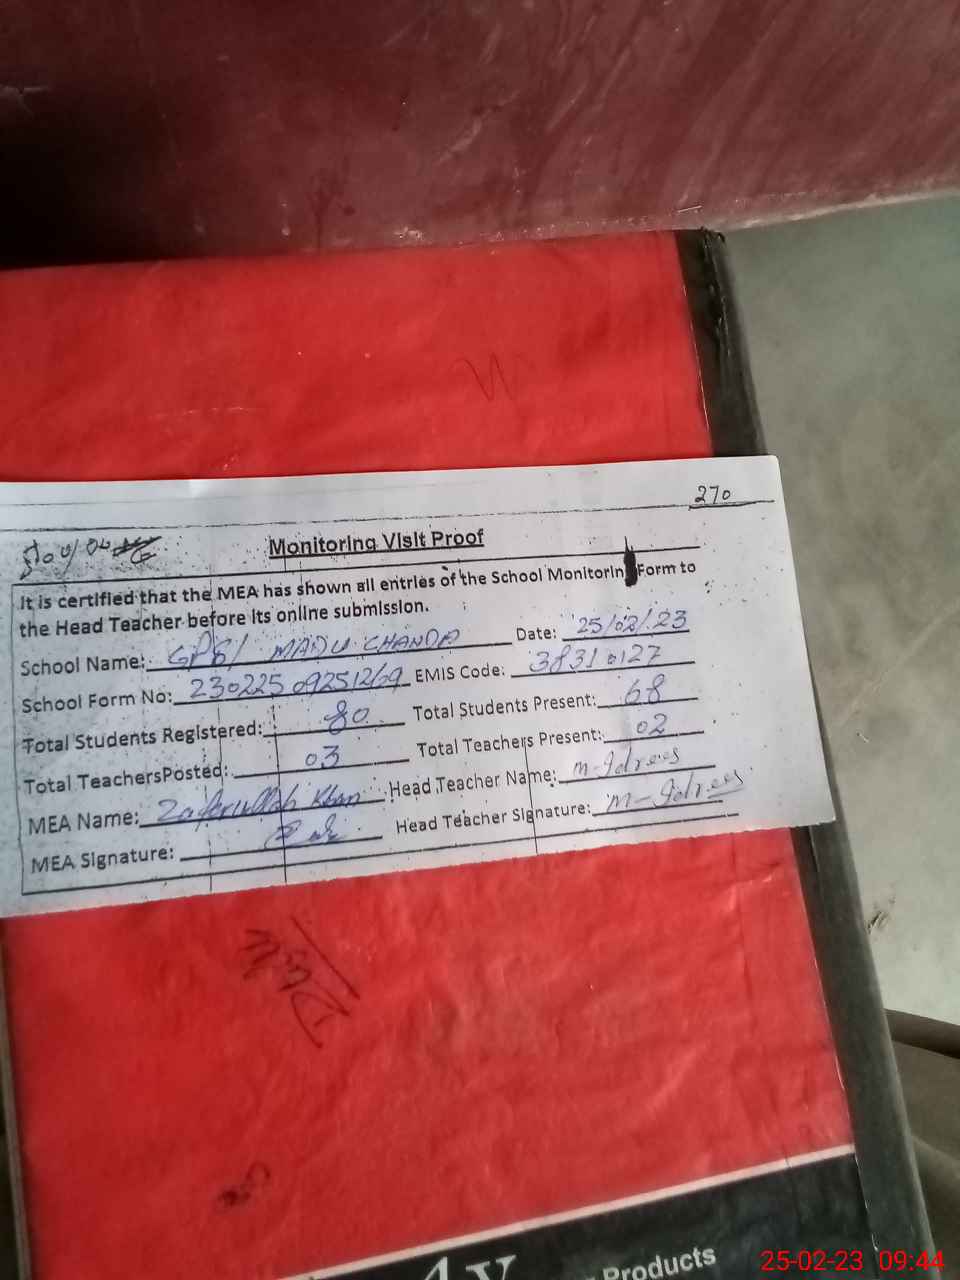 270
Monitoring Visit Proof
It is certified that the MEA has shown all entries of the School Monitoring Form to
the Head Teacher before its online submission.
School Name: GPS1 MADU CHANDA Date: 25/02/.23
School Form No: 23022509251269 EMIS Code: 38310127
Total Students Registered: 80 Total Students Present: 68
Total TeachersPosted: 03 Total Teachers Present: 02
MEA Name: Zaferullah Khan Head Teacher Name: M-Idrees
MEA Signature: Head Teacher Signature: M-Idrees
Products
25-02-23 09:44